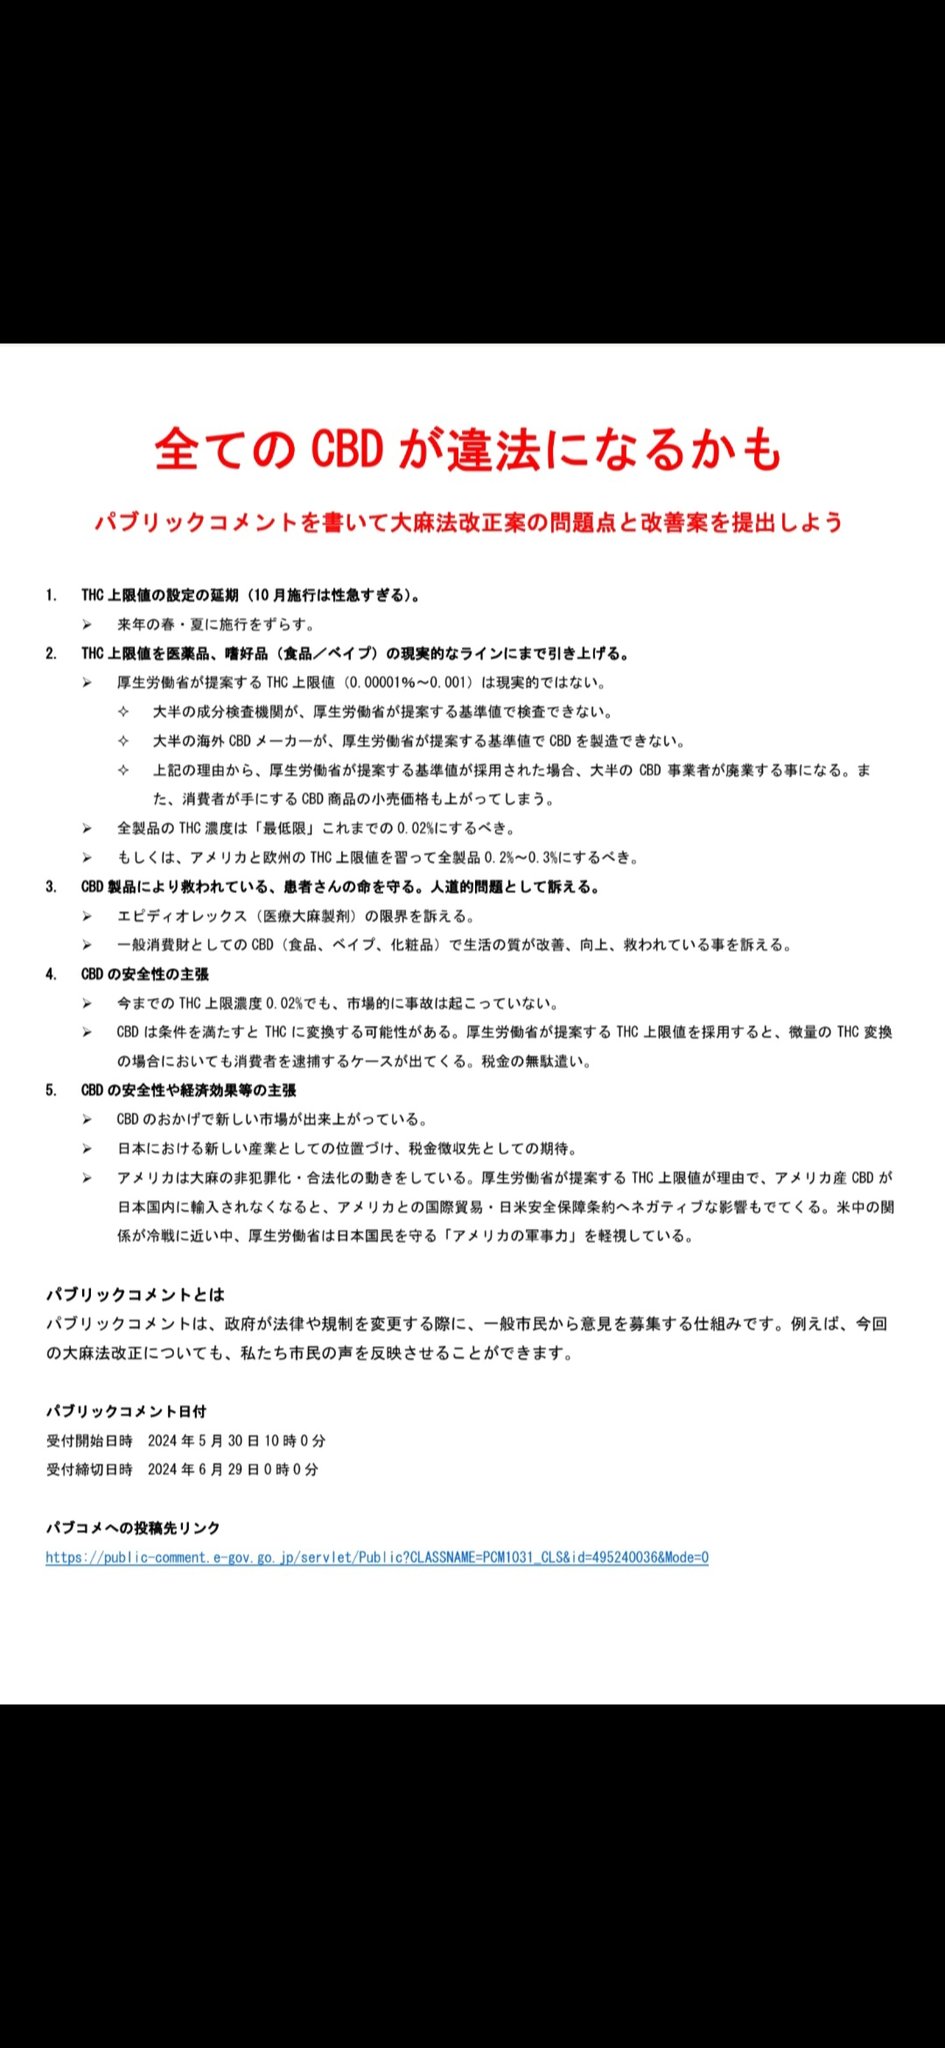 全ての CBD が違法になるかも
パブリックコメントを書いて大麻法改正案の問題点と改善案を提出しよう
1. THC 上限値の設定の延期（10 月施行は性急すぎる）。
➢ 来年の春・夏に施行をずらす。
2. THC 上限値を医薬品、嗜好品（食品／ベイプ）の現実的なラインにまで引き上げる。
➢ 厚生労働省が提案する THC 上限値（0.00001%～0.001）は現実的ではない。
✧ 大半の成分検査機関が、厚生労働省が提案する基準値で検査できない。
✧ 大半の海外 CBD メーカーが、厚生労働省が提案する基準値で CBD を製造できない。
✧ 上記の理由から、厚生労働省が提案する基準値が採用された場合、大半の CBD 事業者が廃業する事になる。ま
た、消費者が手にする CBD 商品の小売価格も上がってしまう。
➢ 全製品の THC 濃度は「最低限」これまでの 0.02%にするべき。
➢ もしくは、アメリカと欧州の THC 上限値を習って全製品 0.2%～0.3%にするべき。
3. CBD 製品により救われている、患者さんの命を守る。人道的問題として訴える。
➢ エピディオレックス（医療大麻製剤）の限界を訴える。
➢ 一般消費財としての CBD（食品、ベイプ、化粧品）で生活の質が改善、向上、救われている事を訴える。
4. CBD の安全性の主張
➢ 今までの THC 上限濃度 0.02%でも、市場的に事故は起こっていない。
➢ CBD は条件を満たすと THC に変換する可能性がある。厚生労働省が提案する THC 上限値を採用すると、微量の THC 変換
の場合においても消費者を逮捕するケースが出てくる。税金の無駄遣い。
5. CBD の安全性や経済効果等の主張
➢ CBD のおかげで新しい市場が出来上がっている。
➢ 日本における新しい産業としての位置づけ、税金徴収先としての期待。
➢ アメリカは大麻の非犯罪化・合法化の動きをしている。厚生労働省が提案する THC 上限値が理由で、アメリカ産 CBD が
日本国内に輸入されなくなると、アメリカとの国際貿易・日米安全保障条約へネガティブな影響もでてくる。米中の関
係が冷戦に近い中、厚生労働省は日本国民を守る「アメリカの軍事力」を軽視している。
パブリックコメントとは
パブリックコメントは、政府が法律や規制を変更する際に、一般市民から意見を募集する仕組みです。例えば、今回
の大麻法改正についても、私たち市民の声を反映させることができます。
パブリックコメント日付
受付開始日時 2024 年 5 月 30 日 10 時 0 分
受付締切日時 2024 年 6 月 29 日 0 時 0 分
パブコメへの投稿先リンク
https://public-comment.e-gov.go.jp/servlet/Public?CLASSNAME=PCM1031_CLS&id=495240036&Mode=0